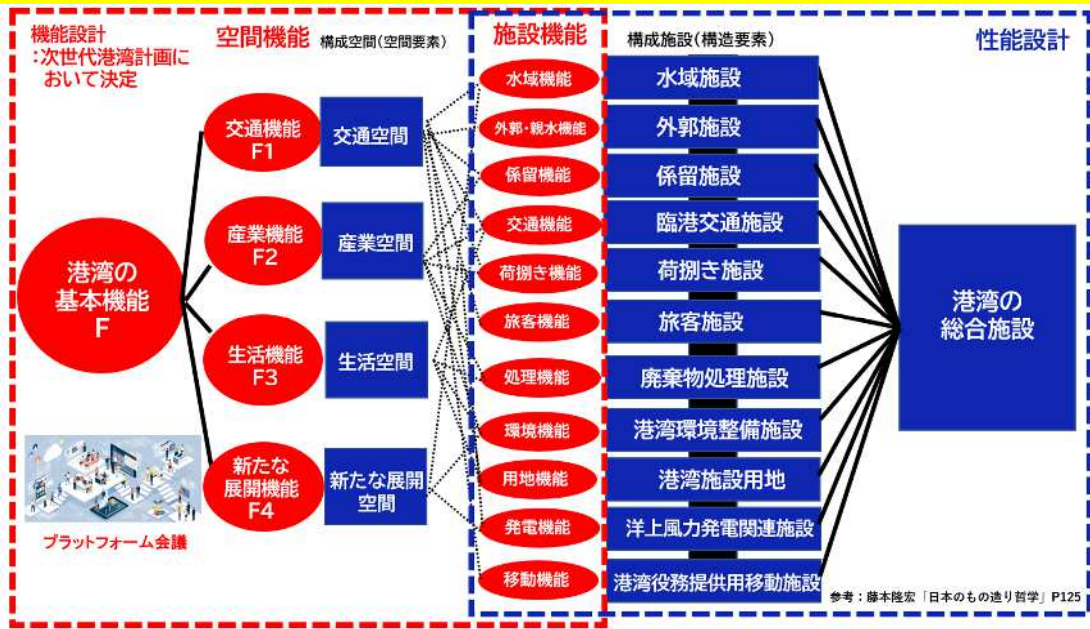 機能設計
:次世代港湾計画に
おいて決定
空間機能
構成空間(空間要素)
施設機能
構成施設(構造要素)
性能設計
港湾の
基本機能
F
交通機能
F1
交通空間
産業機能
F2
産業空間
生活機能
F3
生活空間
新たな
展開機能
F4
新たな展開
空間
プラットフォーム会議
水域機能
水域施設
外郭・親水機能
外郭施設
係留機能
係留施設
交通機能
臨港交通施設
荷捌き機能
荷捌き施設
旅客機能
旅客施設
処理機能
廃棄物処理施設
環境機能
港湾環境整備施設
用地機能
港湾施設用地
発電機能
洋上風力発電関連施設
移動機能
港湾役務提供用移動施設
港湾の
総合施設
参考：藤本隆宏「日本のもの造り哲学」P125